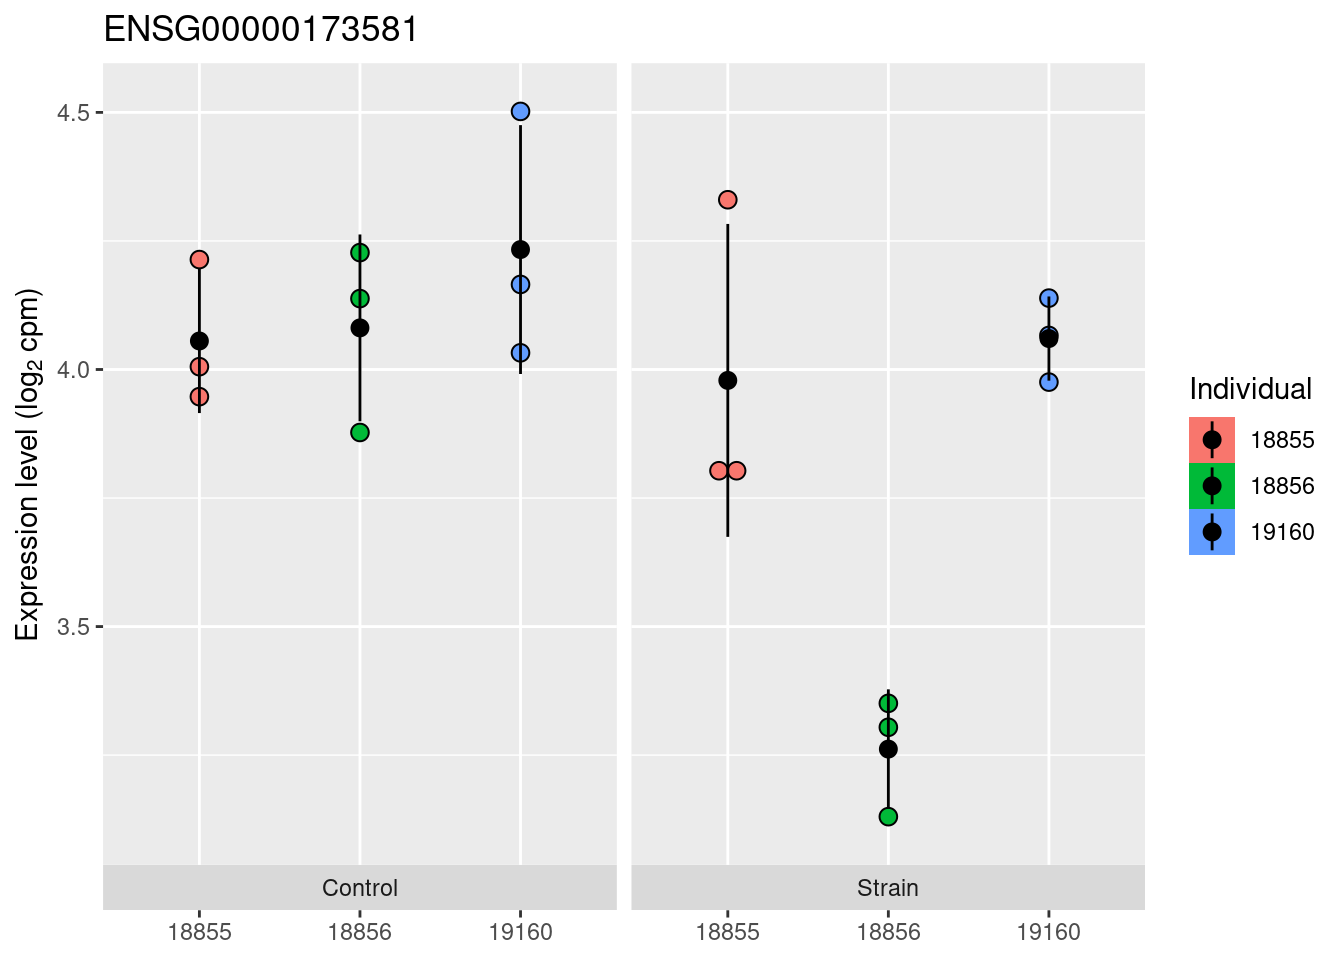 ENSG00000173581
Expression level (log₂ cpm)
4.5
4.0
3.5
Control
Strain
18855
18856
19160
18855
18856
19160
Individual
18855
18856
19160